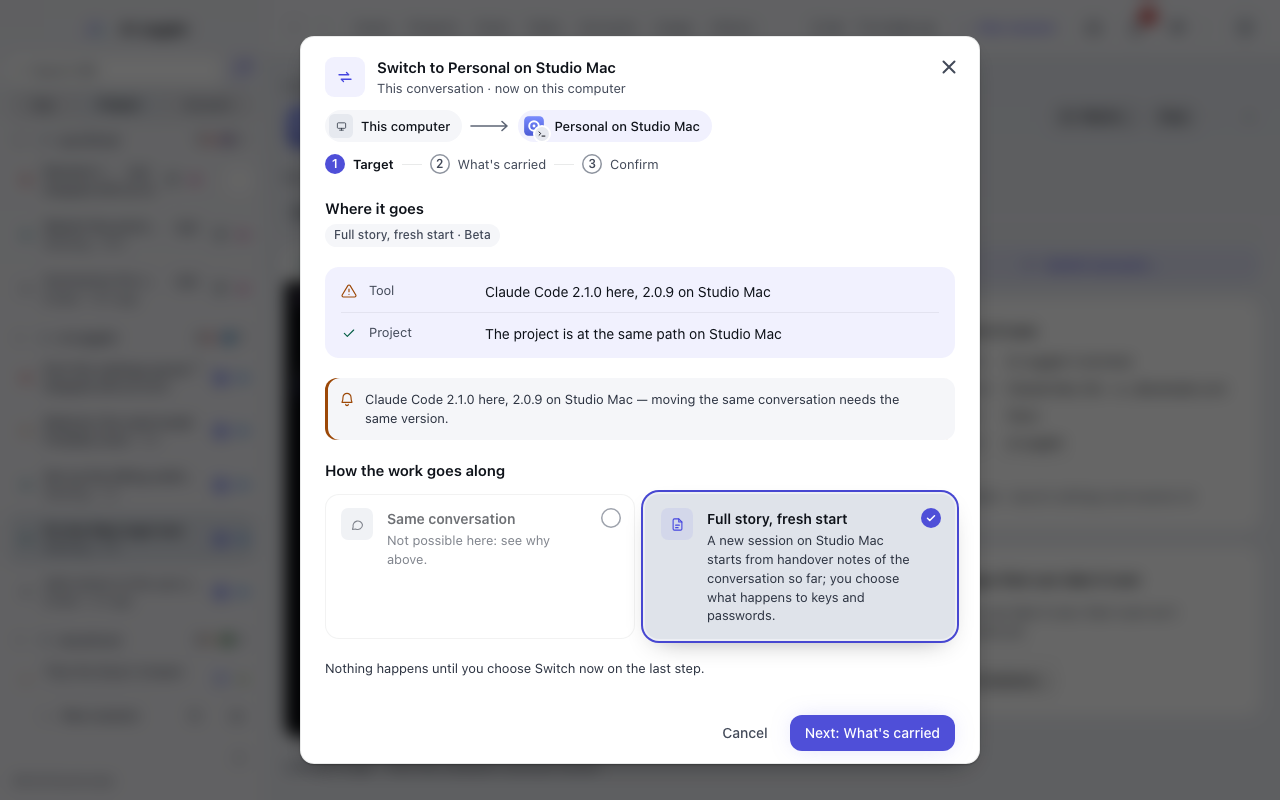 Switch to Personal on Studio Mac
This conversation · now on this computer
This computer
Personal on Studio Mac
1 Target
2 What's carried
3 Confirm
Where it goes
Full story, fresh start · Beta
Tool
Claude Code 2.1.0 here, 2.0.9 on Studio Mac
Project
The project is at the same path on Studio Mac
Claude Code 2.1.0 here, 2.0.9 on Studio Mac — moving the same conversation needs the
same version.
How the work goes along
Same conversation
Not possible here: see why
above.
Full story, fresh start
A new session on Studio Mac
starts from handover notes of the
conversation so far; you choose
what happens to keys and
passwords.
Nothing happens until you choose Switch now on the last step.
Cancel
Next: What's carried